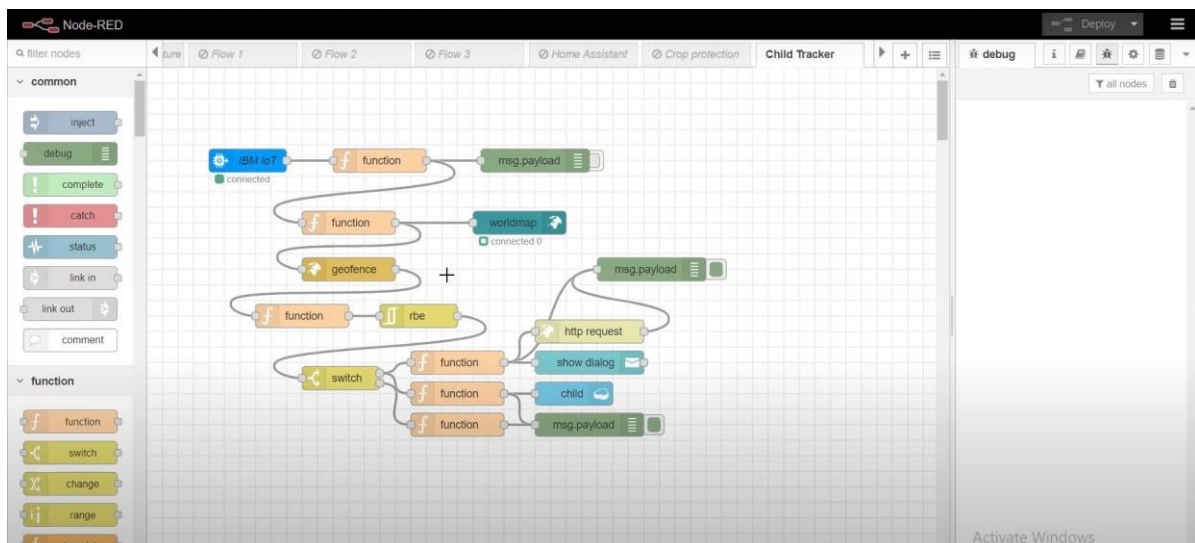 Node-RED
Deploy
filter nodes
ture
Flow 1
Flow 2
Flow 3
Home Assistant
Crop protection
Child Tracker
debug
i
all nodes
common
inject
debug
complete
catch
status
link in
link out
comment
function
function
switch
change
range
IBM IoT
function
msg.payload
connected
function
worldmap
connected 0
geofence
msg.payload
function
rbe
http request
function
show dialog
switch
function
child
function
msg.payload
Activate Windows